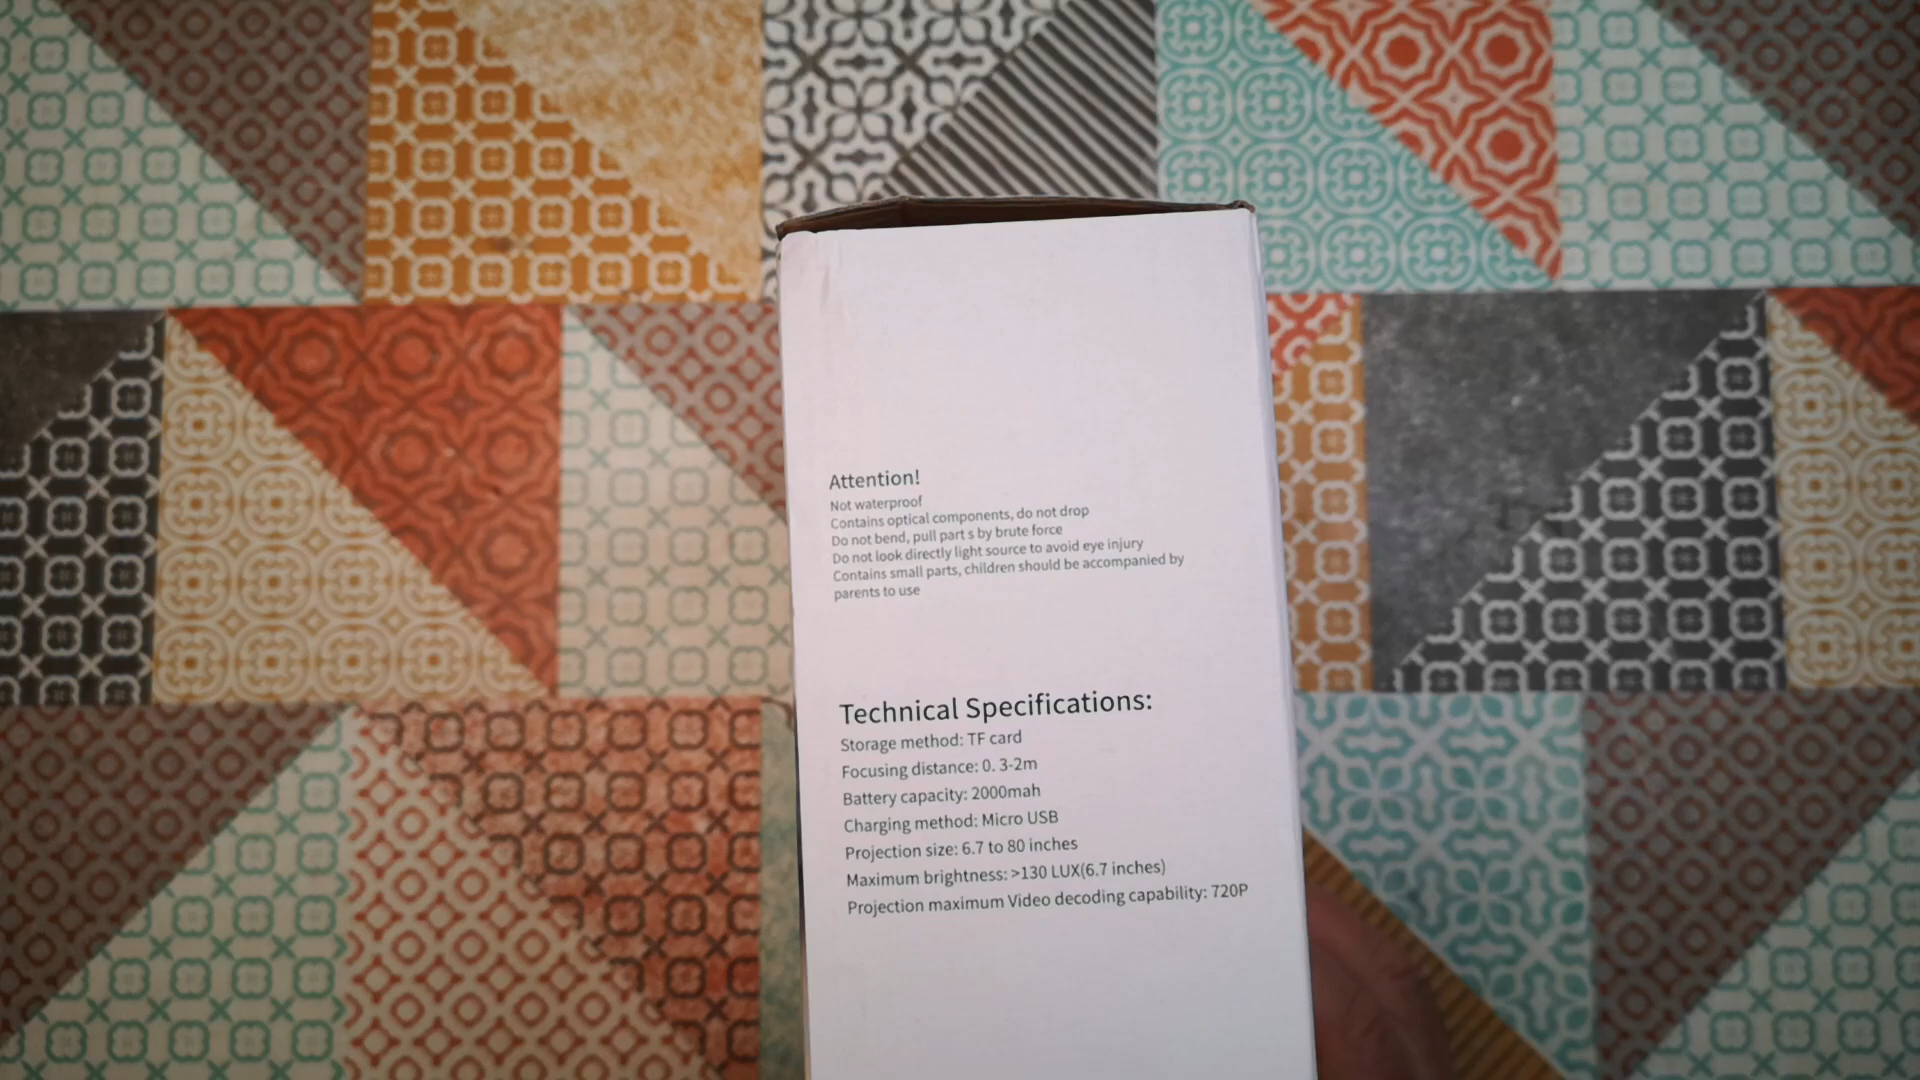 Attention!
Not waterproof
Contains optical components, do not drop
Do not bend, pull part s by brute force
Do not look directly light source to avoid eye injury
Contains small parts, children should be accompanied by
parents to use
Technical Specifications:
Storage method: TF card
Focusing distance: 0. 3-2m
Battery capacity: 2000mah
Charging method: Micro USB
Projection size: 6.7 to 80 inches
Maximum brightness: >130 LUX(6.7 inches)
Projection maximum Video decoding capability: 720P